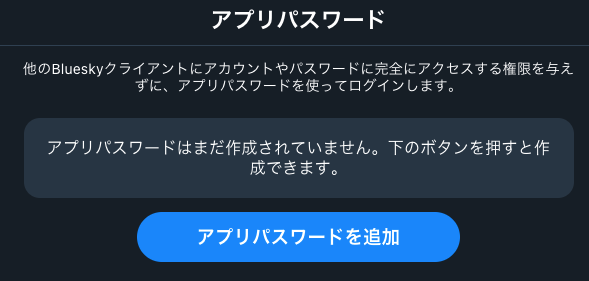 アプリパスワード
他のBlueskyクライアントにアカウントやパスワードに完全にアクセスする権限を与え
ずに、アプリパスワードを使ってログインします。
アプリパスワードはまだ作成されていません。下のボタンを押すと作
成できます。
アプリパスワードを追加